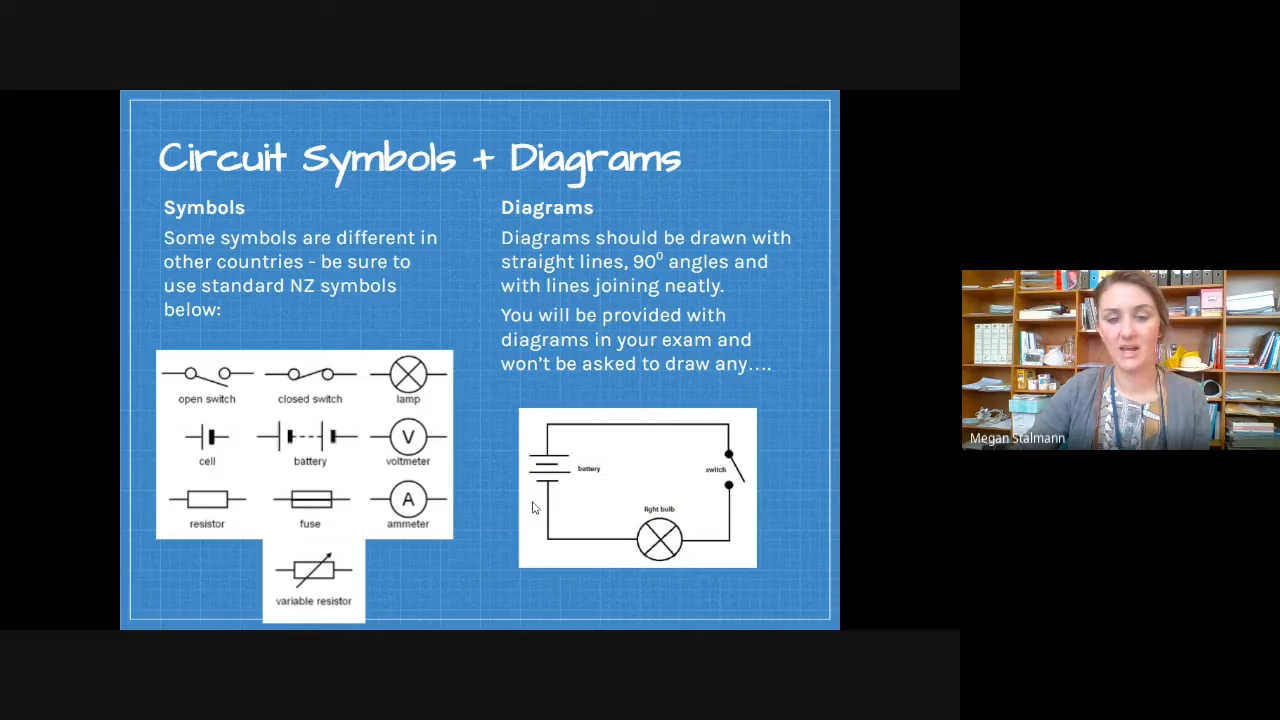 Circuit Symbols + Diagrams
Symbols
Some symbols are different in
other countries - be sure to
use standard NZ symbols
below:
open switch
closed switch
lamp
cell
battery
V
voltmeter
resistor
fuse
A
ammeter
variable resistor
Diagrams
Diagrams should be drawn with
straight lines, 90⁰ angles and
with lines joining neatly.
You will be provided with
diagrams in your exam and
won't be asked to draw any....
battery
switch
light bulb
Megan Stalmann